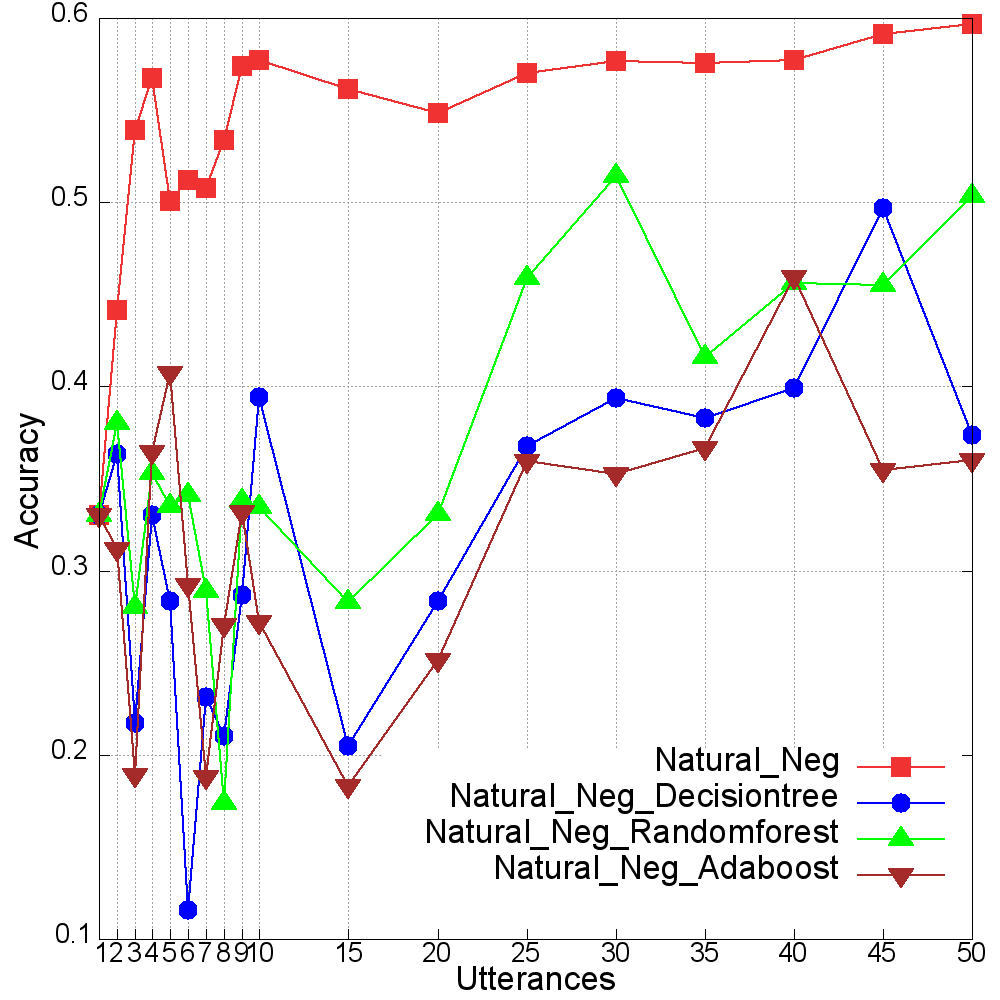 0.6
0.5
0.4
0.3
0.2
0.1
Accuracy
Natural_Neg
Natural_Neg_Decisiontree
Natural_Neg_Randomforest
Natural_Neg_Adaboost
1 2 3 4 5 6 7 8 9 10 15 20 25 30 35 40 45 50
Utterances